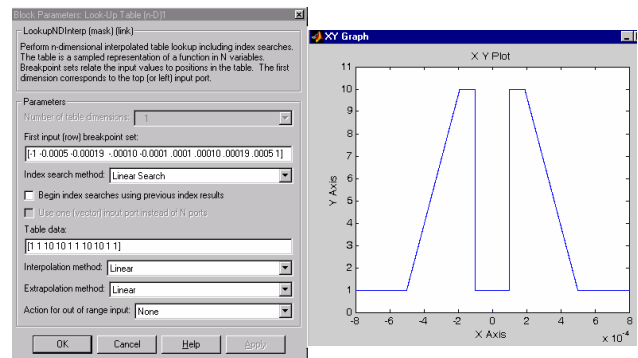 Block Parameters: Look-Up Table (n-D)1
LookupNDInterp (mask) (link)
Perform n-dimensional interpolated table lookup including index searches.
The table is a sampled representation of a function in N variables.
Breakpoint sets relate the input values to positions in the table. The first
dimension corresponds to the top (or left) input port.
Parameters
Number of table dimensions: 1
First input (row) breakpoint set:
[-1 -0.0005 -0.00019 -.00010 -0.0001 .0001 .00010 .00019 .0005 1]
Index search method: Linear Search
Begin index searches using previous index results
Use one (vector) input port instead of N ports
Table data:
[1 1 10 10 1 1 10 10 1 1]
Interpolation method: Linear
Extrapolation method: Linear
Action for out of range input: None
OK Cancel Help Apply
XY Graph
X Y Plot
11
10
9
8
7
6
5
4
3
2
1
0
Y Axis
-8 -6 -4 -2 0 2 4 6 8
X Axis
x 10-4